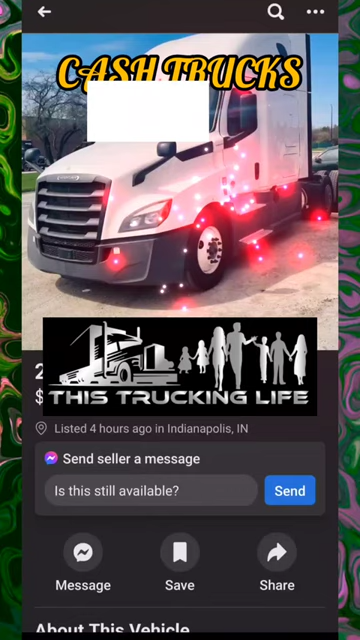 CASH TRUCKS
2
$
THIS TRUCKING LIFE
Listed 4 hours ago in Indianapolis, IN
Send seller a message
Is this still available?
Send
Message
Save
Share
About This Vehicle